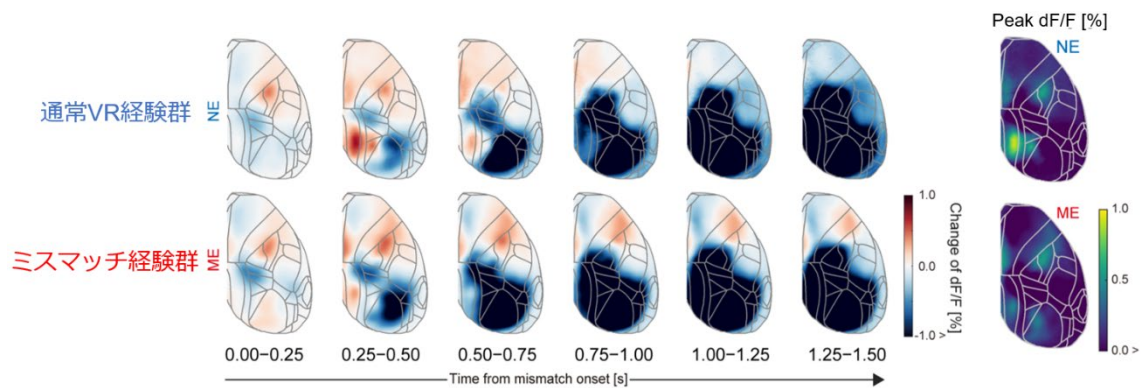 Peak dF/F [%]
NE
通常VR経験群
NE
1.0
0.0
-1.0 >
Change of dF/F [%]
ME
1.0
0.0 >
ミスマッチ経験群
ME
0.00−0.25
0.25−0.50
0.50−0.75
0.75−1.00
1.00−1.25
1.25−1.50
Time from mismatch onset [s]